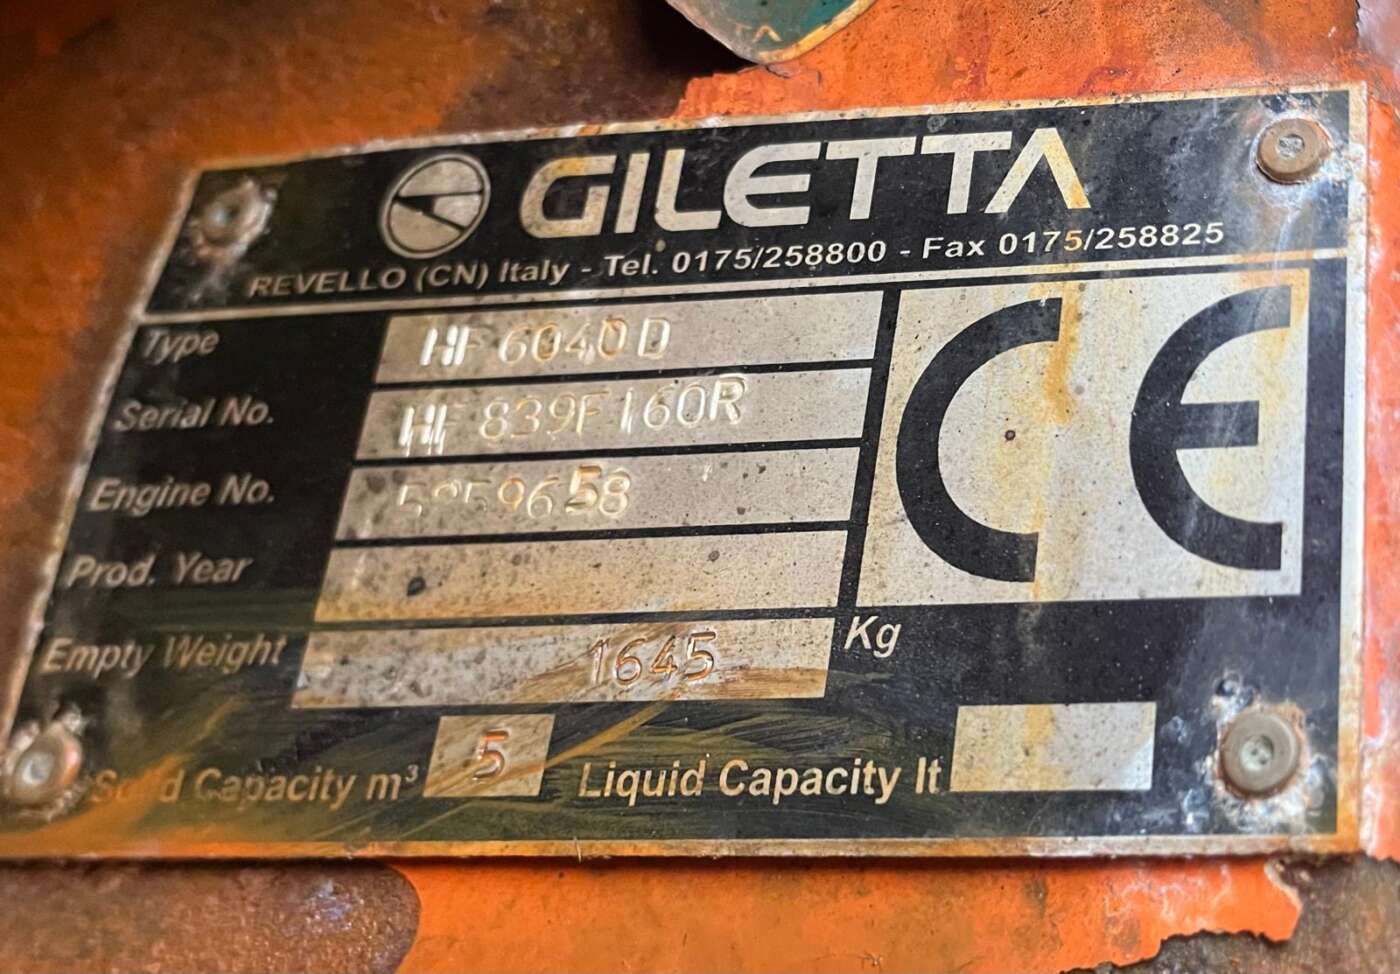 GILETTA
REVELLO (CN) Italy - Tel. 0175/258800 - Fax 0175/258825
Type HF6040D
Serial No. HF839F160R
Engine No.
Prod. Year
Empty Weight 1645 Kg
Solid Capacity m³ 5 Liquid Capacity lt
CE